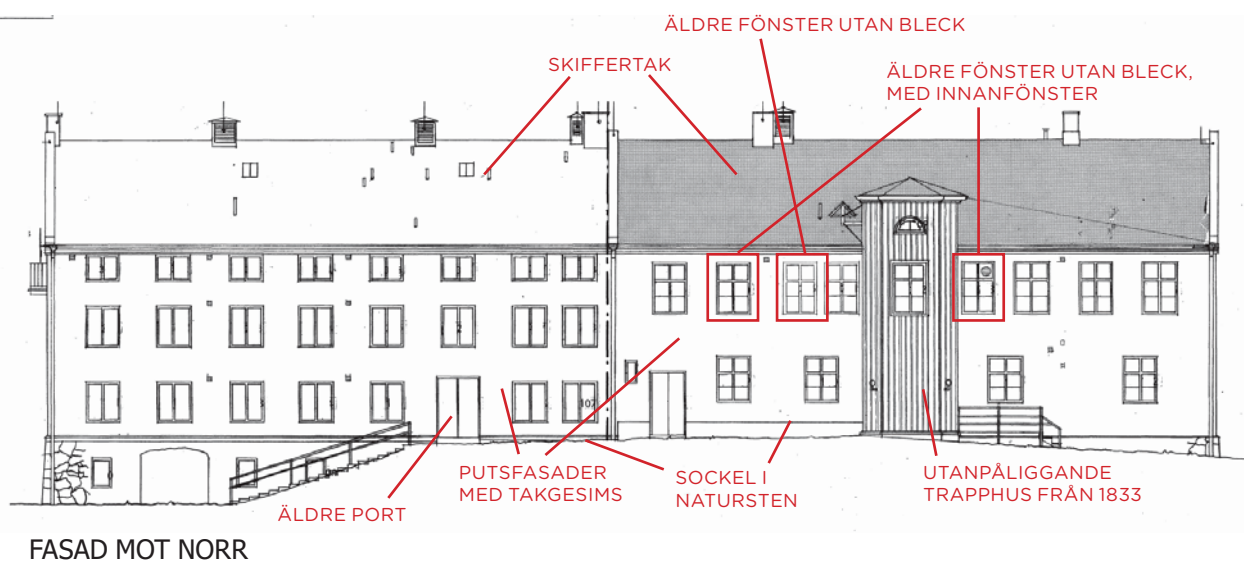 ÄLDRE FÖNSTER UTAN BLECK
SKIFFERTAK
ÄLDRE FÖNSTER UTAN BLECK,
MED INNANFÖNSTER
107
PUTSFASADER
MED TAKGESIMS
SOCKEL I
NATURSTEN
UTANPÅLIGGANDE
TRAPPHUS FRÅN 1833
ÄLDRE PORT
FASAD MOT NORR